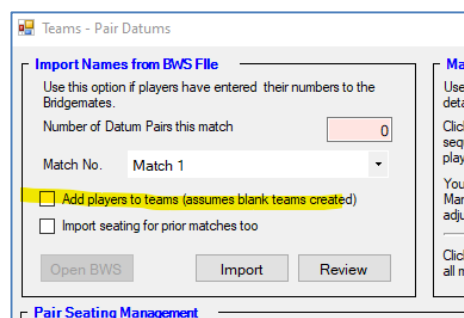 Teams - Pair Datums
Import Names from BWS FIle
Use this option if players have entered their numbers to the
Bridgemates.
Number of Datum Pairs this match
0
Match No.
Match 1
Add players to teams (assumes blank teams created)
Import seating for prior matches too
Open BWS
Import
Review
Pair Seating Management
Ma
Use
deta
Clic
sequ
play
You
Mar
adju
Clic
all n